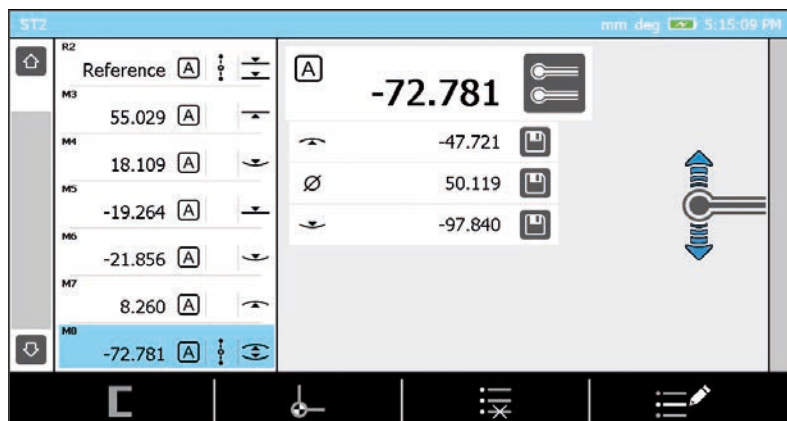 ST2 mm deg 5:15:09 PM
R2
Reference A
M3
55.029 A
M4
18.109 A
M5
-19.264 A
M6
-21.856 A
M7
8.260 A
M8
-72.781 A
A
-72.781
-47.721
Ø 50.119
-97.840